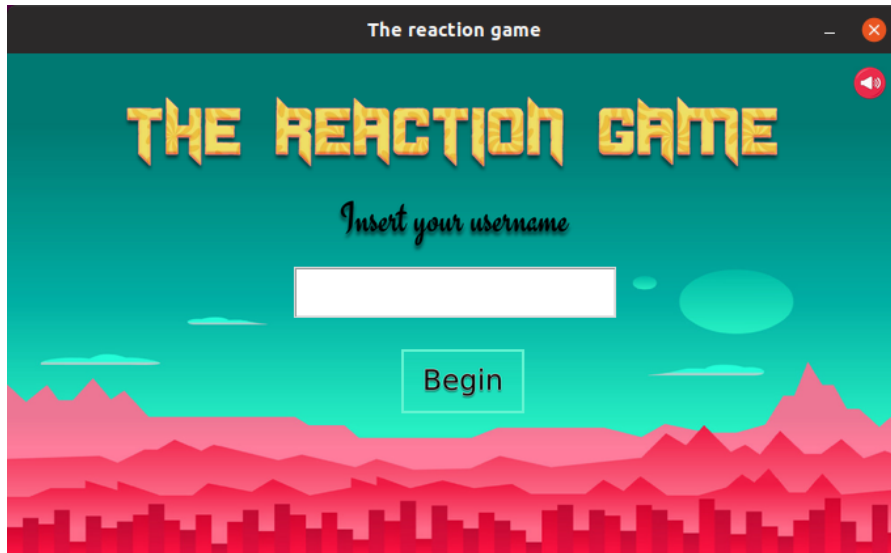 The reaction game
THE REACTION GAME
Insert your username
Begin